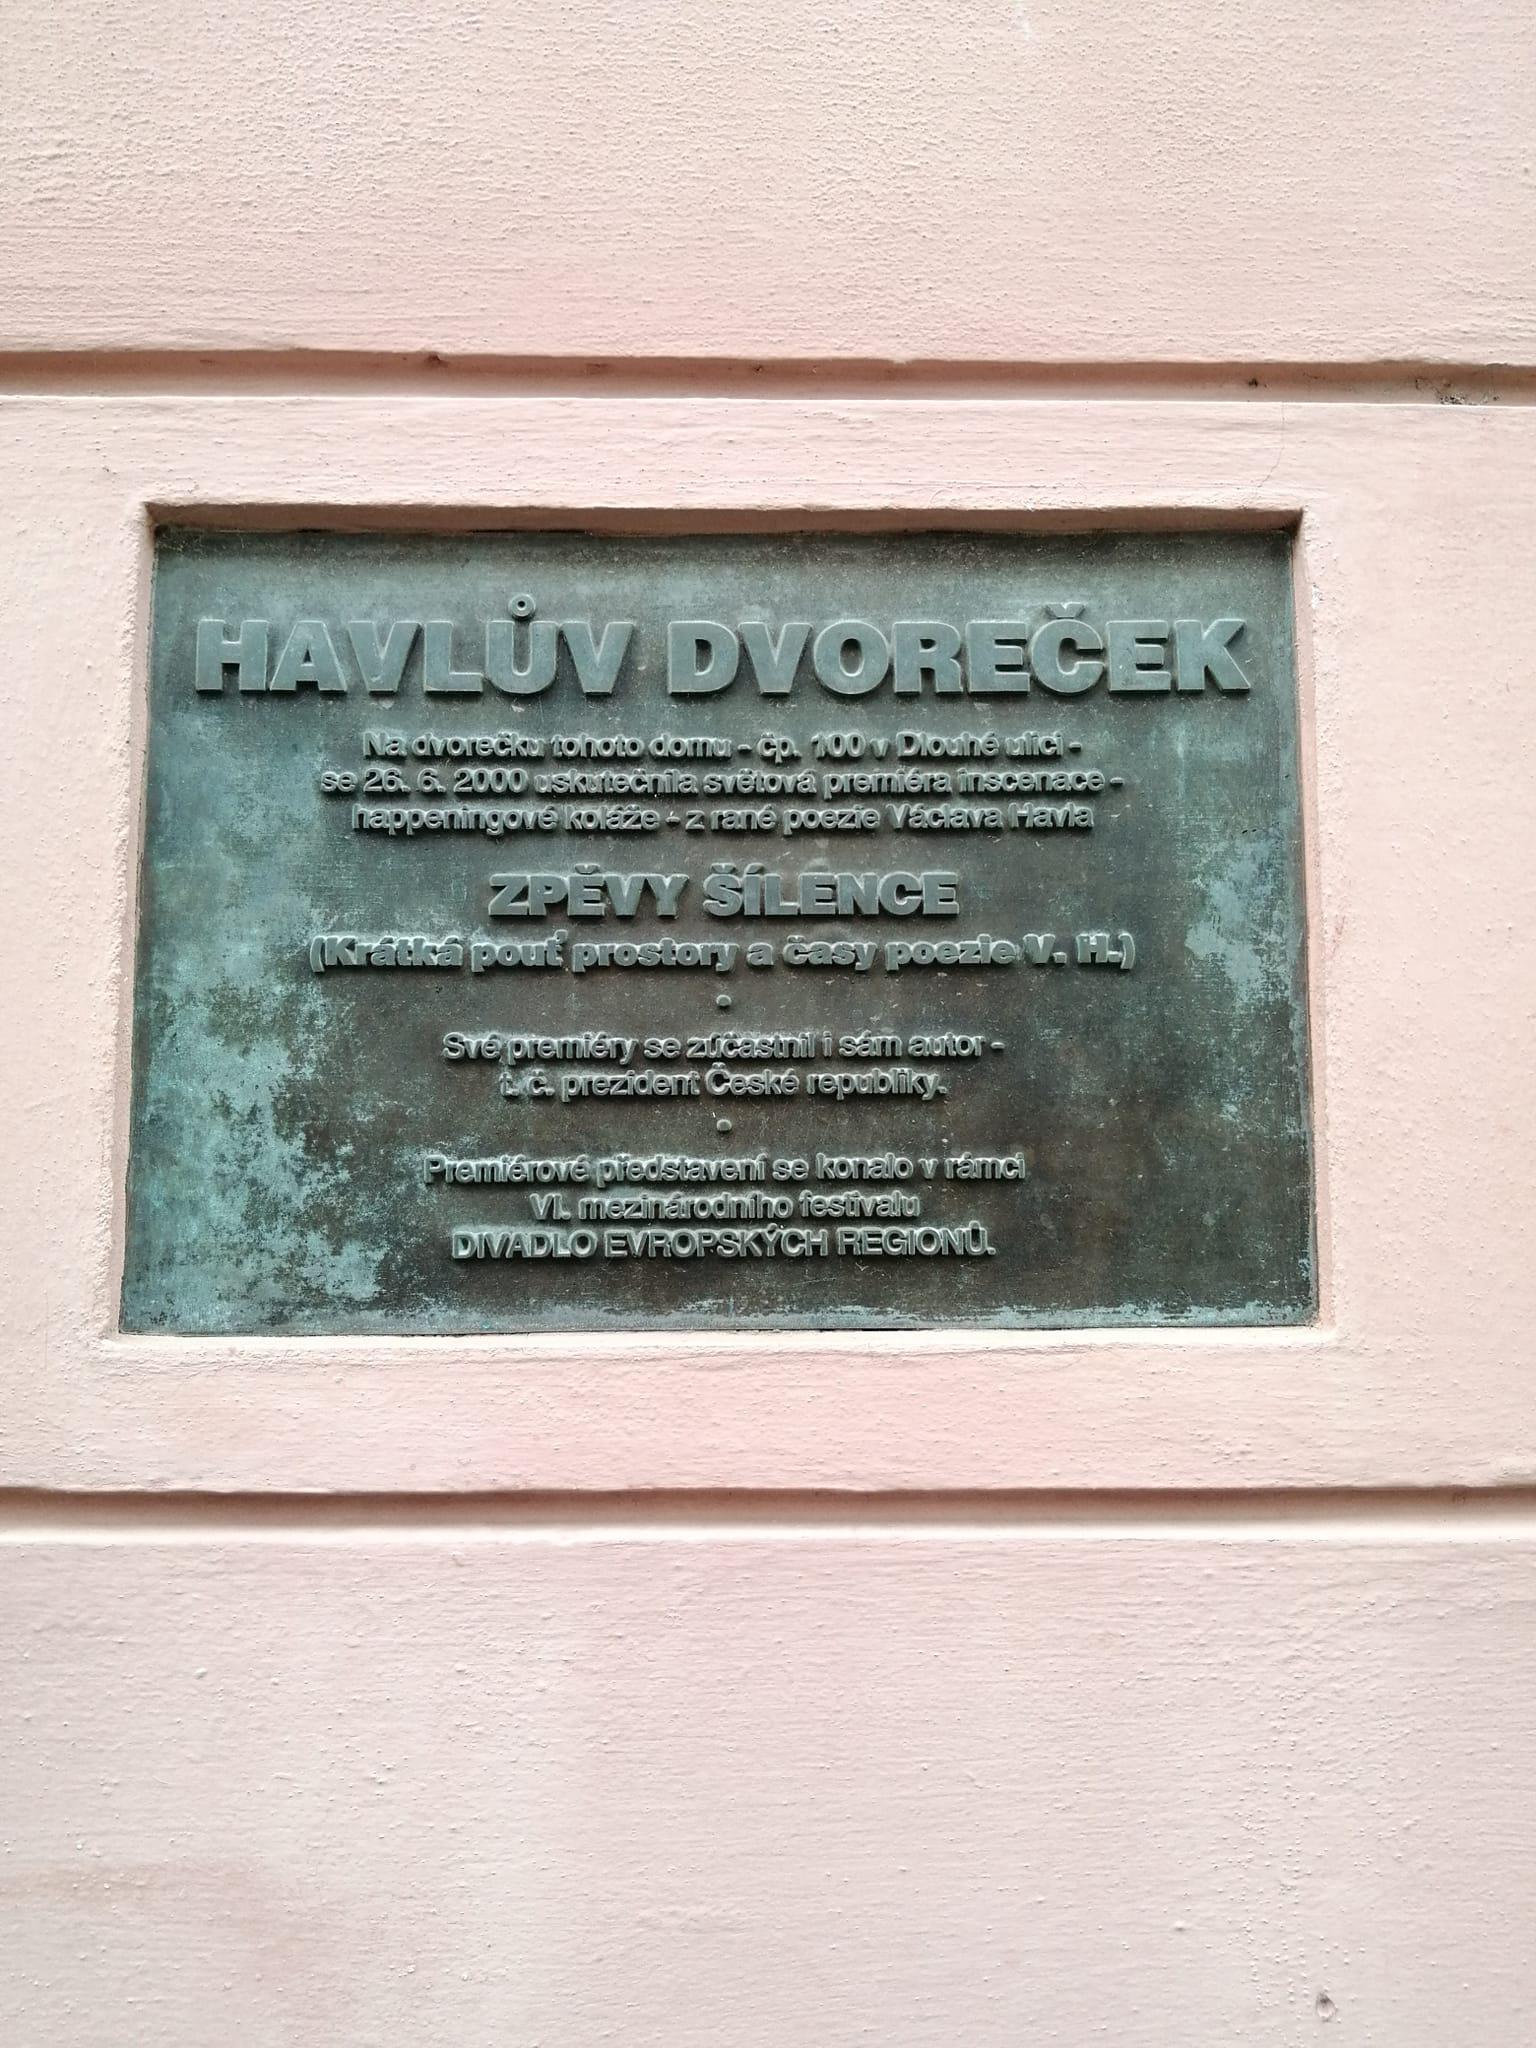 HAVLŮV DVOREČEK
Na dvorečku tohoto domu - čp. 100 v Dlouhé ulici -
se 26. 6. 2000 uskutečnila světová premiéra inscenace -
happeningové koláže - z rané poezie Václava Havla
ZPĚVY ŠÍLENCE
(Krátká pouť prostory a časy poezie V. H.)
•
Své premiéry se zúčastnil i sám autor -
t. č. prezident České republiky.
•
Premiérové představení se konalo v rámci
VI. mezinárodního festivalu
DIVADLO EVROPSKÝCH REGIONŮ.